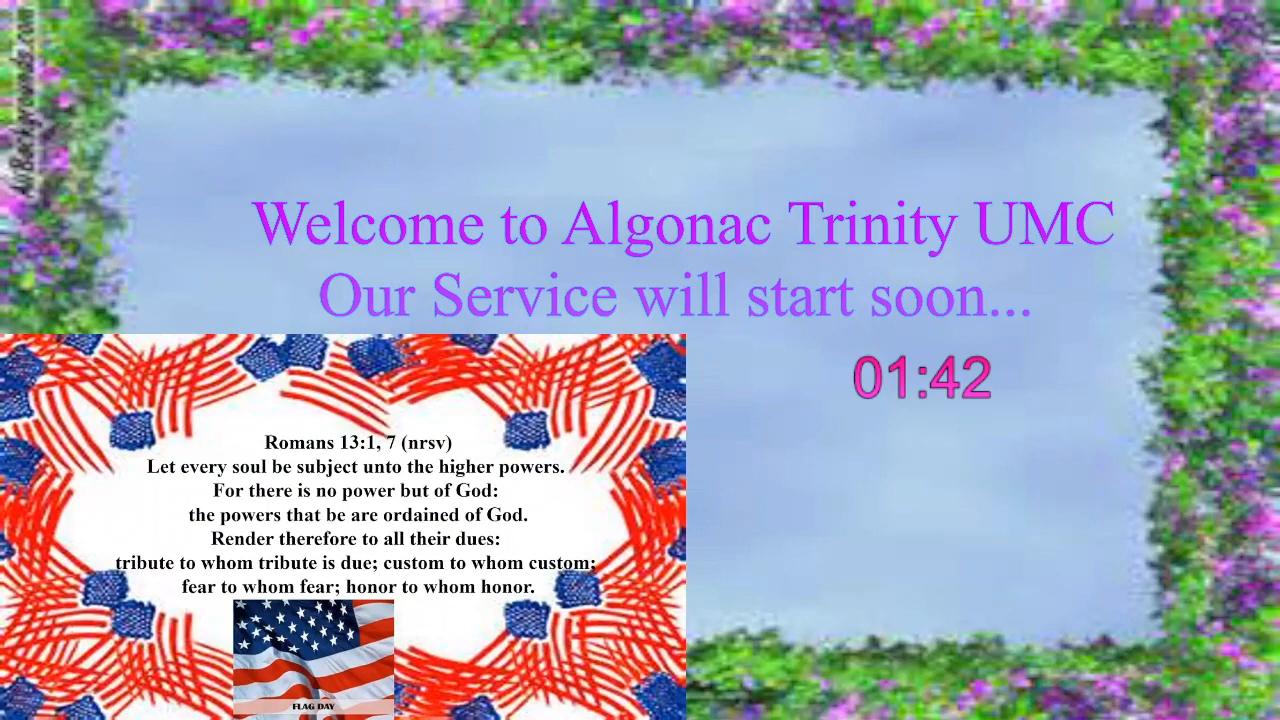 AllBackgroundz.com
Welcome to Algonac Trinity UMC
Our Service will start soon...
01:42
Romans 13:1, 7 (nrsv)
Let every soul be subject unto the higher powers.
For there is no power but of God:
the powers that be are ordained of God.
Render therefore to all their dues:
tribute to whom tribute is due; custom to whom custom;
fear to whom fear; honor to whom honor.
FLAG DAY